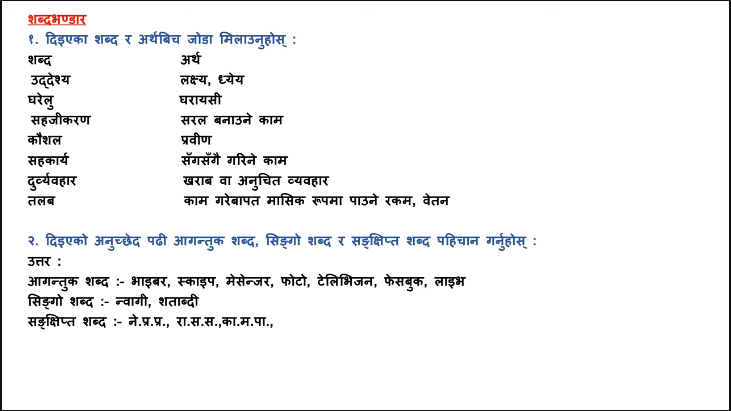 शब्दभण्डार
१. दिइएका शब्द र अर्थबिच जोडा मिलाउनुहोस् :
शब्द अर्थ
उद्देश्य लक्ष्य, ध्येय
घरेलु घरायसी
सहजीकरण सरल बनाउने काम
कौशल प्रवीण
सहकार्य सँगसँगै गरिने काम
दुर्व्यवहार खराब वा अनुचित व्यवहार
तलब काम गरेबापत मासिक रूपमा पाउने रकम, वेतन
२. दिइएको अनुच्छेद पढी आगन्तुक शब्द, सिङ्गो शब्द र सङ्क्षिप्त शब्द पहिचान गर्नुहोस् :
उत्तर :
आगन्तुक शब्द :- भाइबर, स्काइप, मेसेन्जर, फोटो, टेलिभिजन, फेसबुक, लाइभ
सिङ्गो शब्द :- न्वागी, शताब्दी
सङ्क्षिप्त शब्द :- ने.प्र.प्र., रा.स.स.,का.म.पा.,